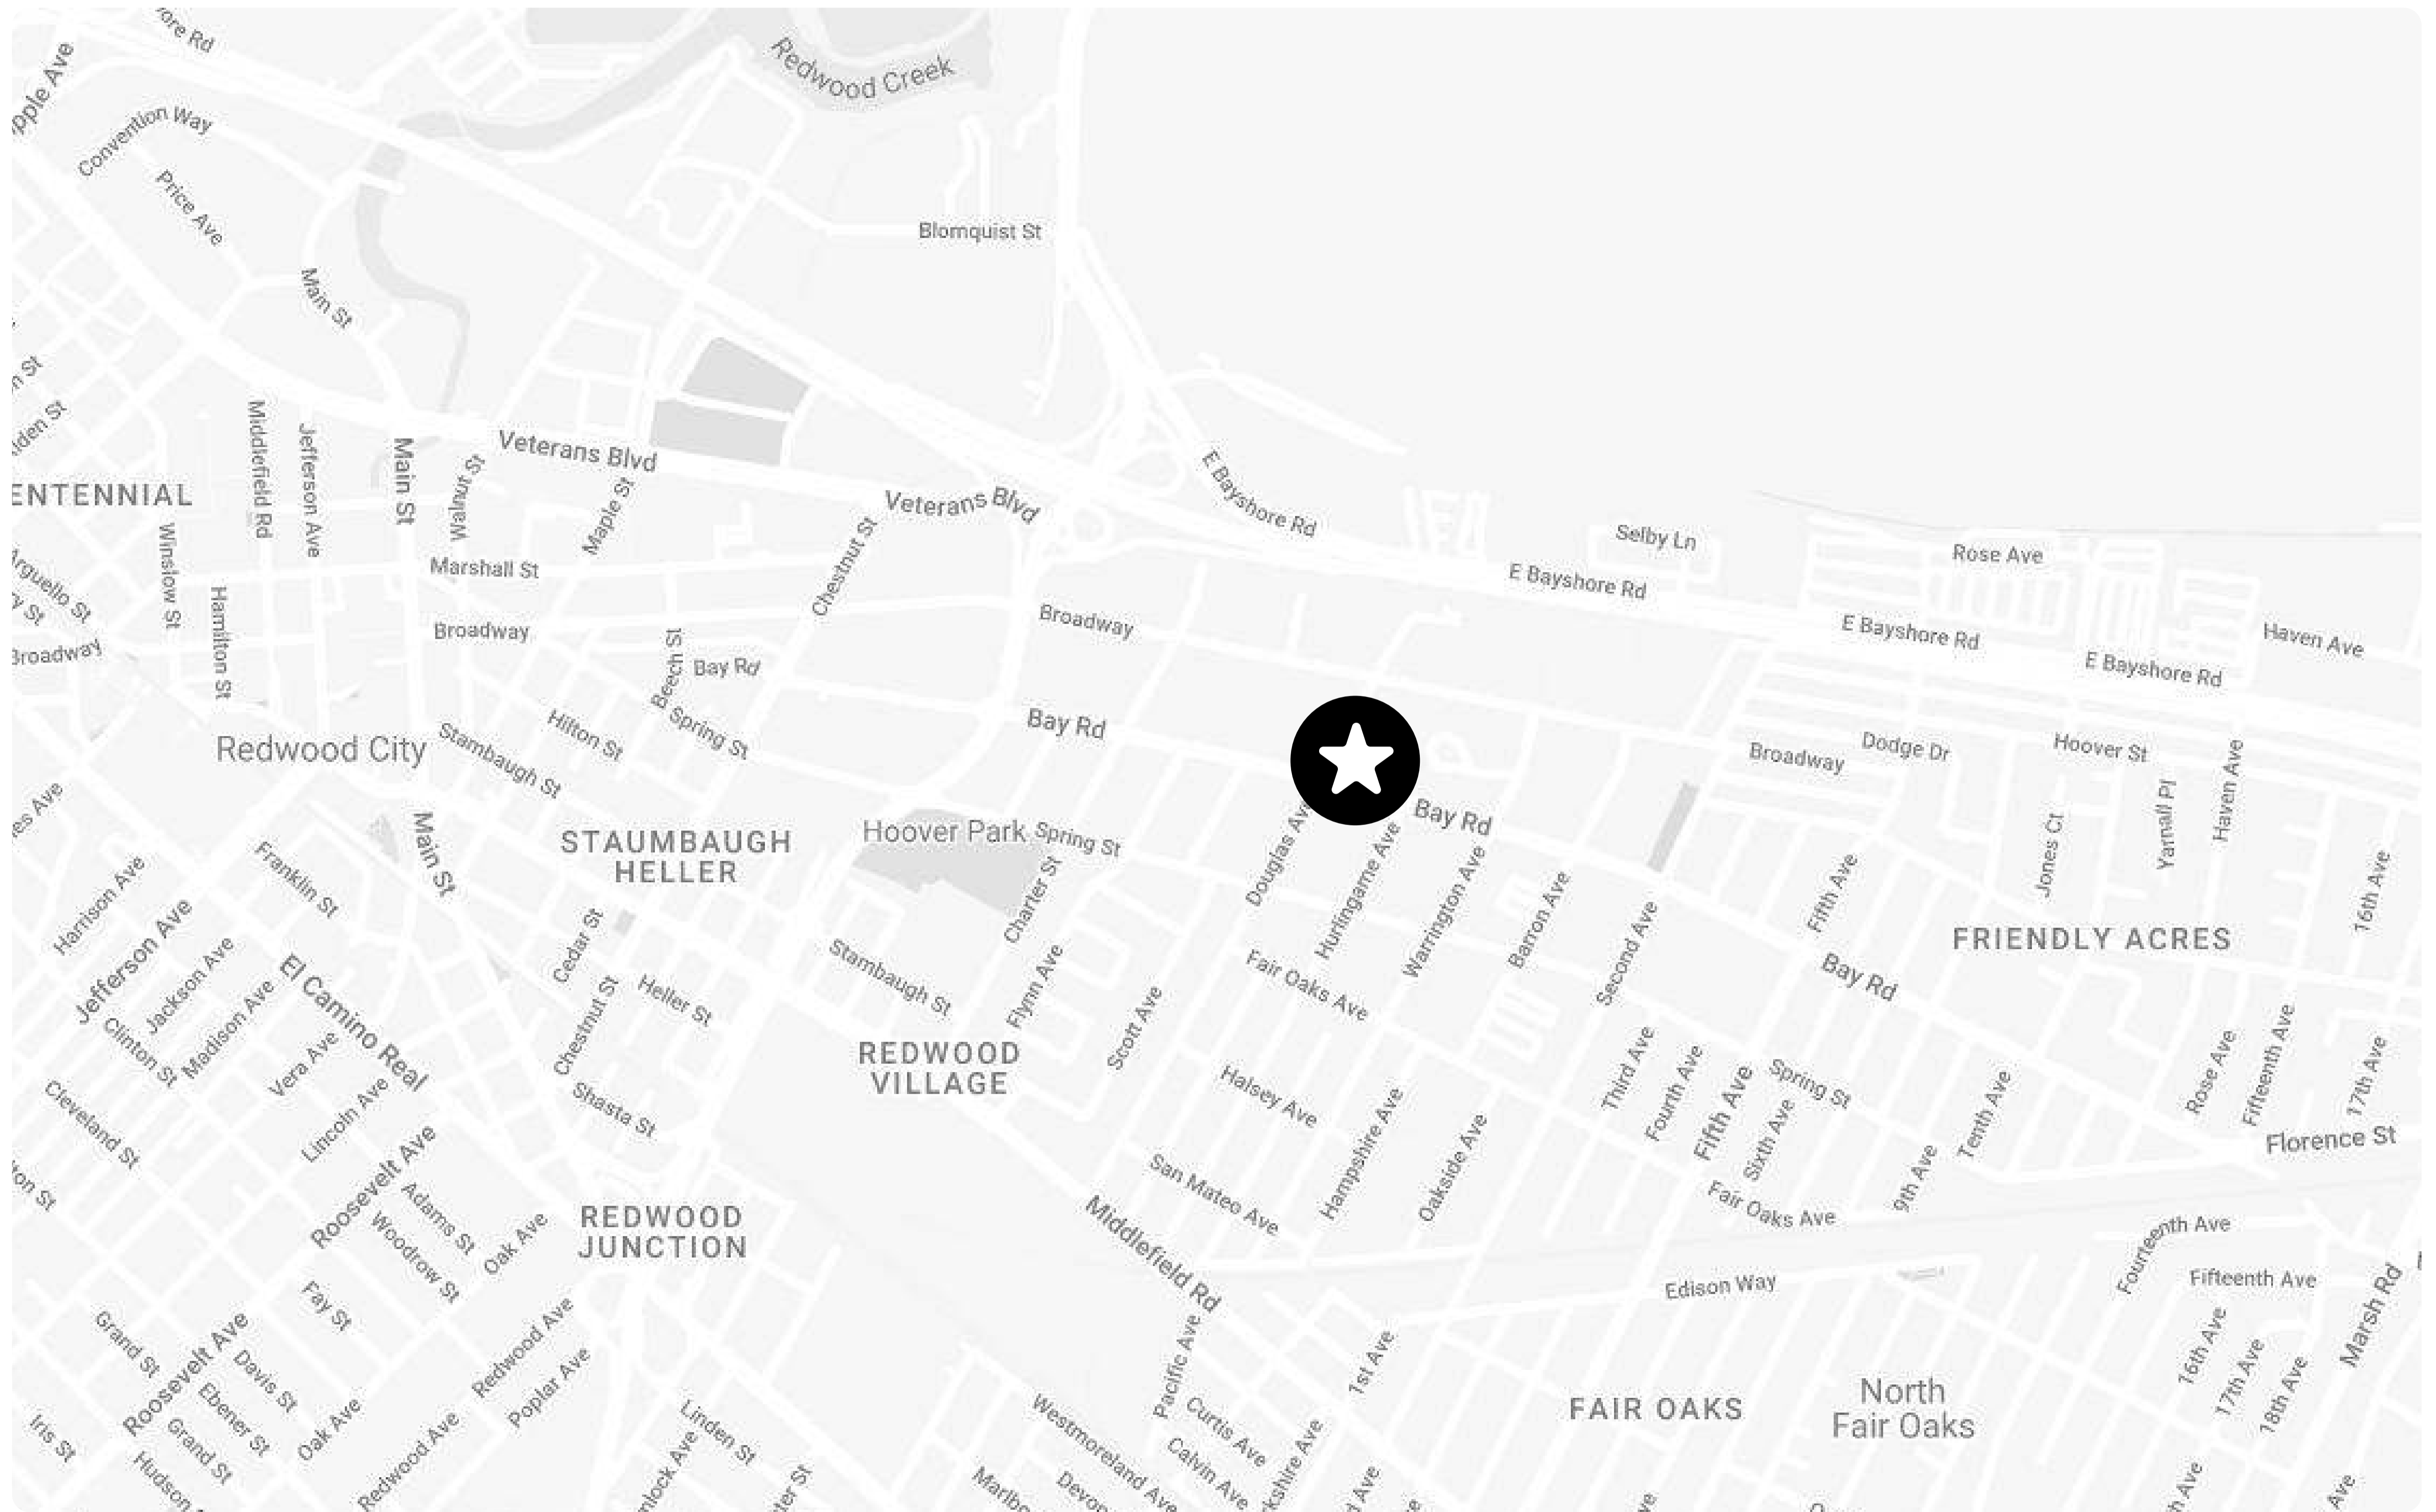 Redwood Creek
Convention Way
Price Ave
Blomquist St
Main St
Middlefield Rd
Jefferson Ave
Main St
Walnut St
Veterans Blvd
Maple St
Veterans Blvd
E Bayshore Rd
Selby Ln
Rose Ave
E Bayshore Rd
E Bayshore Rd
E Bayshore Rd
Haven Ave
Winslow St
Hamilton St
Marshall St
Chestnut St
Broadway
Broadway
Beech St
Bay Rd
Arguello St
Broadway
Redwood City
Stambaugh St
Hilton St
Spring St
Bay Rd
Broadway
Dodge Dr
Hoover St
Yarnall Pl
Haven Ave
Jones Ct
Main St
STAUMBAUGH
HELLER
Hoover Park
Spring St
Charter St
Douglas Ave
Bay Rd
Hurlingame Ave
Warrington Ave
Barron Ave
Second Ave
Fifth Ave
FRIENDLY ACRES
16th Ave
Harrison Ave
Franklin St
Jefferson Ave
Jackson Ave
Madison Ave
El Camino Real
Cedar St
Chestnut St
Heller St
Stambaugh St
Flynn Ave
Scott Ave
Fair Oaks Ave
Bay Rd
Clinton St
Vera Ave
Lincoln Ave
Cleveland St
Shasta St
REDWOOD
VILLAGE
Halsey Ave
Hampshire Ave
Oakside Ave
Third Ave
Fourth Ave
Fifth Ave
Spring St
Sixth Ave
Tenth Ave
9th Ave
Rose Ave
Fifteenth Ave
17th Ave
Florence St
Roosevelt Ave
Adams St
Woodrow St
Oak Ave
REDWOOD
JUNCTION
San Mateo Ave
Middlefield Rd
Fair Oaks Ave
Edison Way
Fourteenth Ave
Fifteenth Ave
Marsh Rd
Fay St
Grand St
Roosevelt Ave
Davis St
Ebener St
Grand St
Iris St
Oak Ave
Redwood Ave
Redwood Ave
Poplar Ave
Linden St
Pacific Ave
1st Ave
Westmoreland Ave
Curtis Ave
Calvin Ave
FAIR OAKS
North
Fair Oaks
16th Ave
17th Ave
18th Ave
Hudson